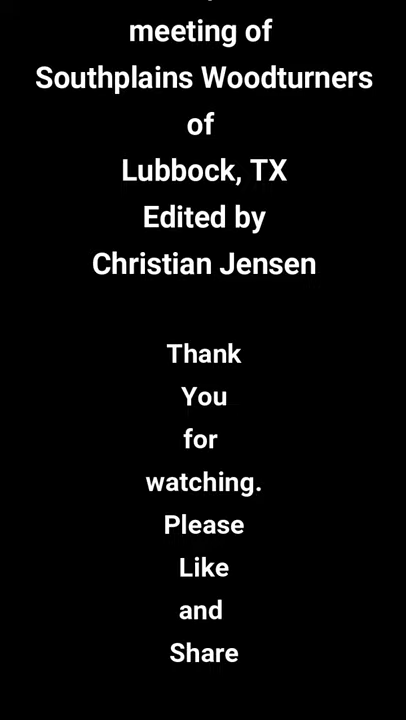 meeting of
Southplains Woodturners
of
Lubbock, TX
Edited by
Christian Jensen
Thank
You
for
watching.
Please
Like
and
Share